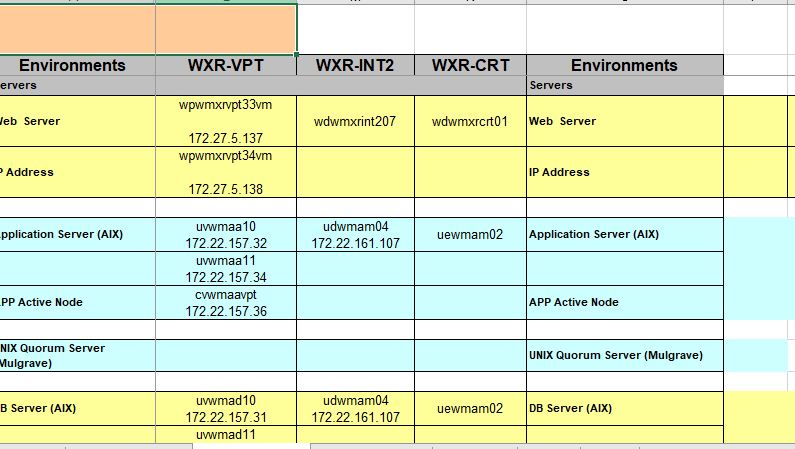 Environments WXR-VPT WXR-INT2 WXR-CRT Environments
ervers Servers
wpwmxrvpt33vm
eb Server wdwmxrint207 wdwmxrcrt01 Web Server
172.27.5.137
wpwmxrvpt34vm
P Address IP Address
172.27.5.138
pplication Server (AIX) uvwmaa10 udwmam04 uewmam02 Application Server (AIX)
172.22.157.32 172.22.161.107
uvwmaa11
172.22.157.34
PP Active Node cvwmaavpt APP Active Node
172.22.157.36
NIX Quorum Server UNIX Quorum Server (Mulgrave)
Mulgrave)
B Server (AIX) uvwmad10 udwmam04 uewmam02 DB Server (AIX)
172.22.157.31 172.22.161.107
uvwmad11